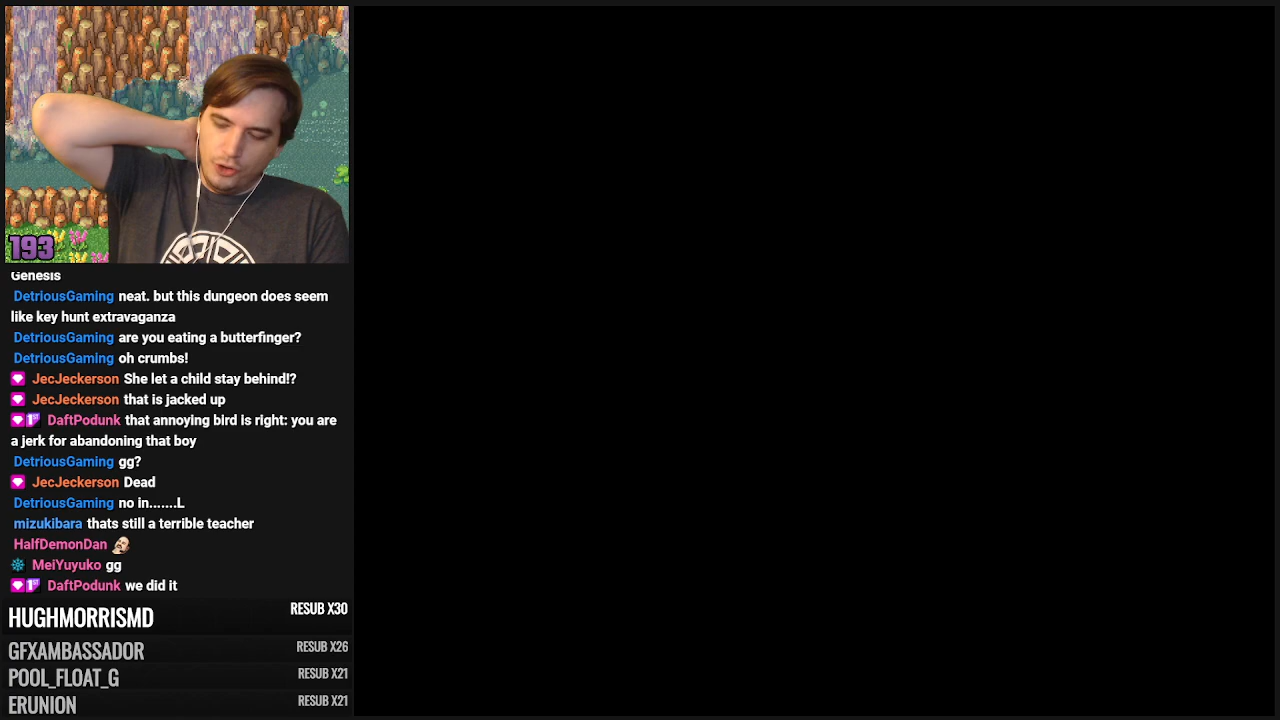 193
Genesis
DetriousGaming neat. but this dungeon does seem
like key hunt extravaganza
DetriousGaming are you eating a butterfinger?
DetriousGaming oh crumbs!
JecJeckerson She let a child stay behind!?
JecJeckerson that is jacked up
DaftPodunk that annoying bird is right: you are
a jerk for abandoning that boy
DetriousGaming gg?
JecJeckerson Dead
DetriousGaming no in.......L
mizukibara thats still a terrible teacher
HalfDemonDan
MeiYuyuko gg
DaftPodunk we did it
HUGHMORRISMD RESUB X30
GFXAMBASSADOR RESUB X26
POOL_FLOAT_G RESUB X21
ERUNION RESUB X21